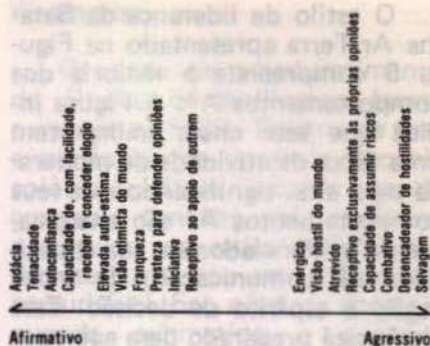 Audácia
Tenacidade
Autoconfiança
Capacidade de, com facilidade,
receber e conceder elogio
Elevada auto-estima
Visão otimista do mundo
Franqueza
Presteza para defender opiniões
Iniciativa
Receptivo ao apoio de outrem
Enérgico
Visão hostil do mundo
Atrevido
Receptivo exclusivamente às próprias opiniões
Capacidade de assumir riscos
Combativo
Desencadeador de hostilidades
Selvagem
Afirmativo
Agressivo